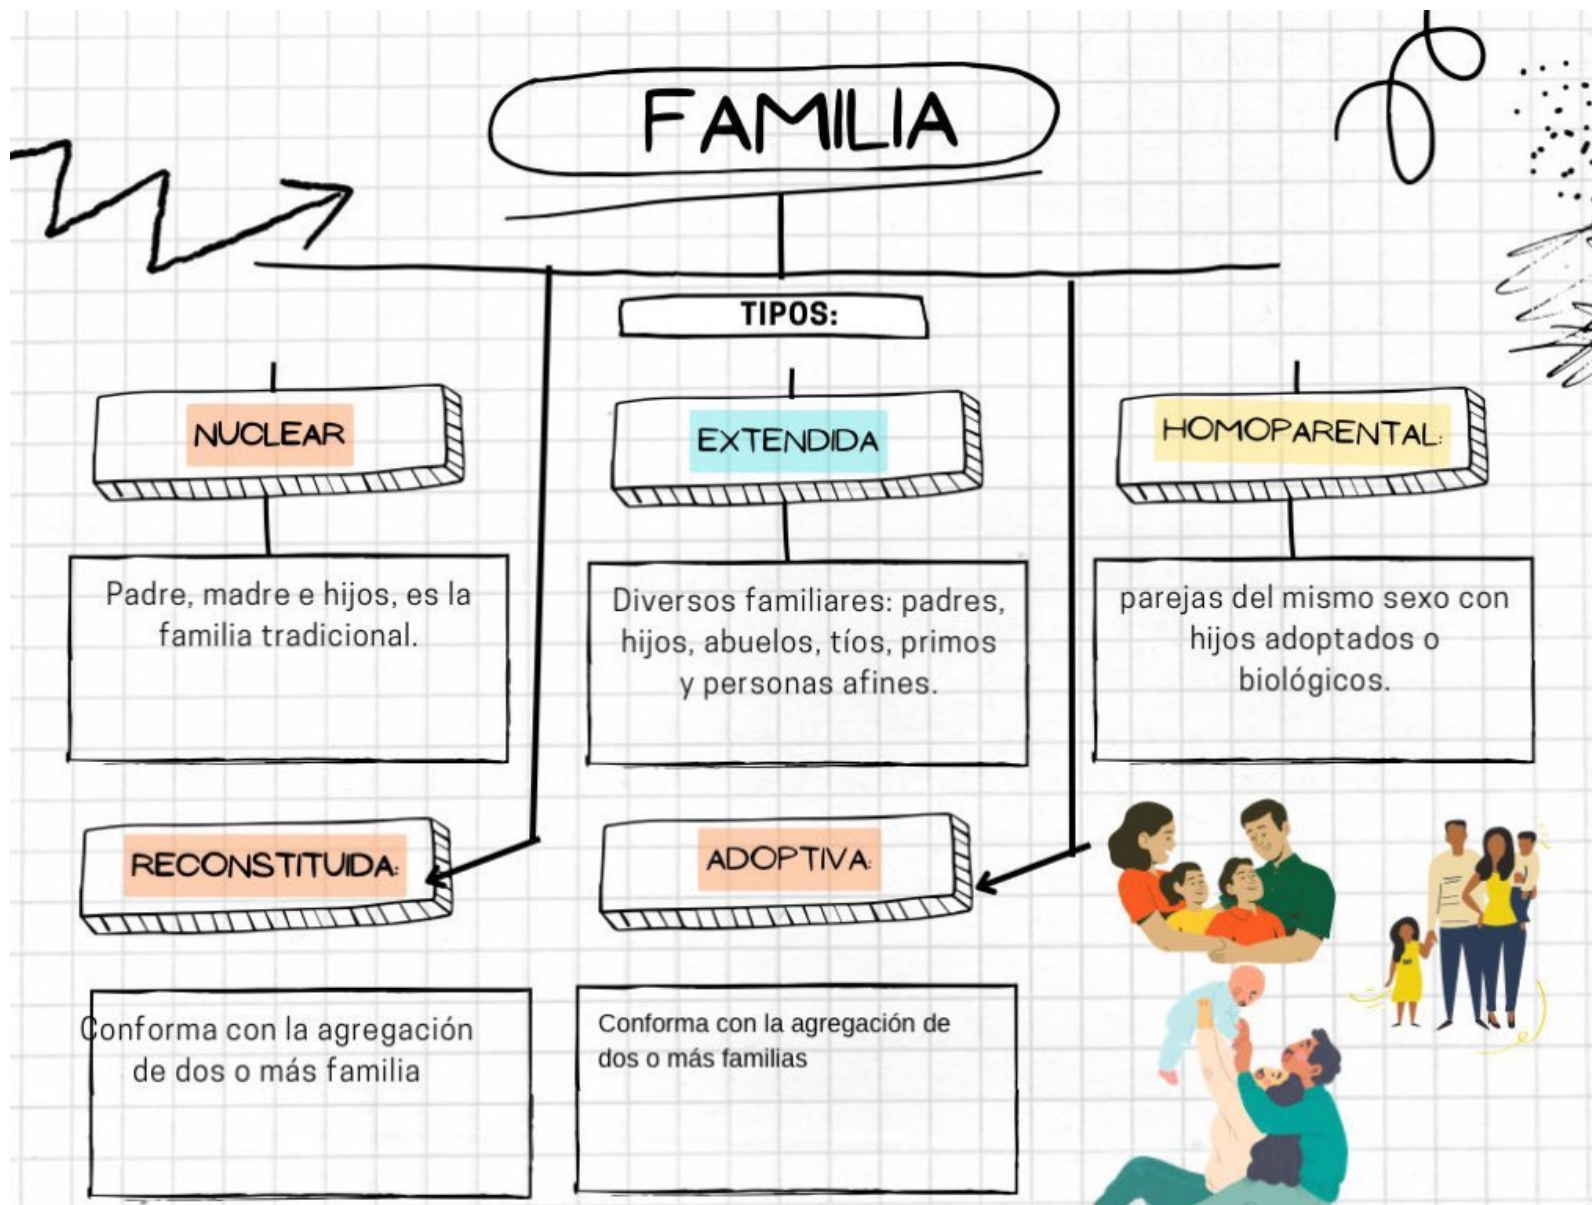 FAMILIA
TIPOS:
NUCLEAR
EXTENDIDA
HOMOPARENTAL:
Padre, madre e hijos, es la
familia tradicional.
Diversos familiares: padres,
hijos, abuelos, tíos, primos
y personas afines.
parejas del mismo sexo con
hijos adoptados o
biológicos.
RECONSTITUIDA:
ADOPTIVA:
Conforma con la agregación
de dos o más familia
Conforma con la agregación de
dos o más familias